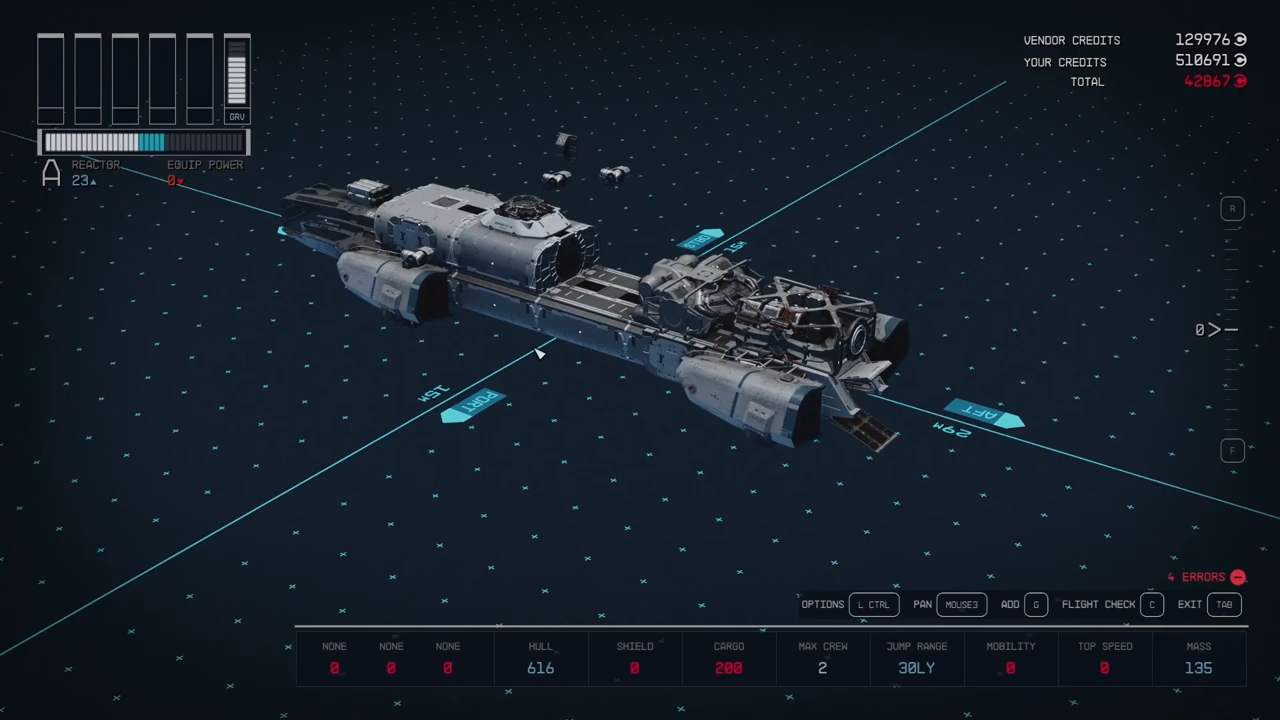 VENDOR CREDITS 129976
YOUR CREDITS 510691
TOTAL 42867
GRV
REACTOR EQUIP POWER
23 0
R
15M
0
PORT
15M
AFT
29M
F
4 ERRORS
OPTIONS L CTRL PAN MOUSE3 ADD G FLIGHT CHECK C EXIT TAB
NONE NONE NONE HULL SHIELD CARGO MAX CREW JUMP RANGE MOBILITY TOP SPEED MASS
0 0 0 616 0 200 2 30LY 0 0 135